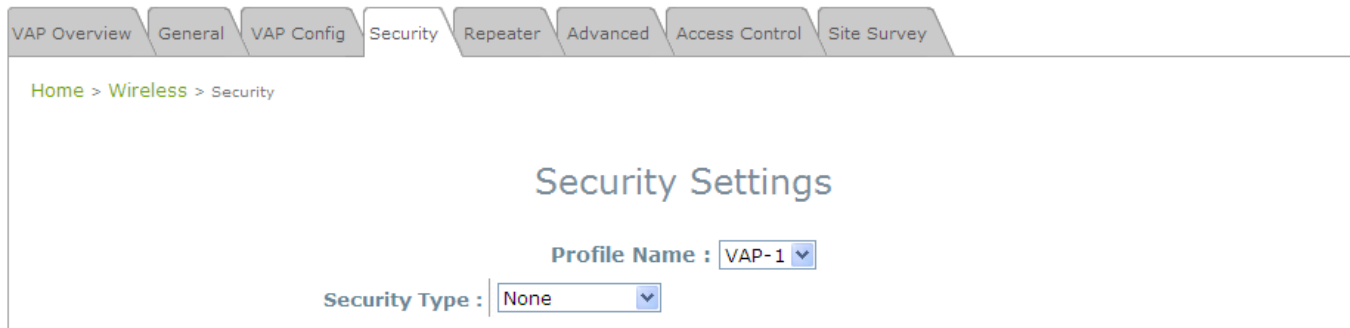 VAP Overview General VAP Config Security Repeater Advanced Access Control Site Survey
Home > Wireless > Security
Security Settings
Profile Name : VAP-1
Security Type : None